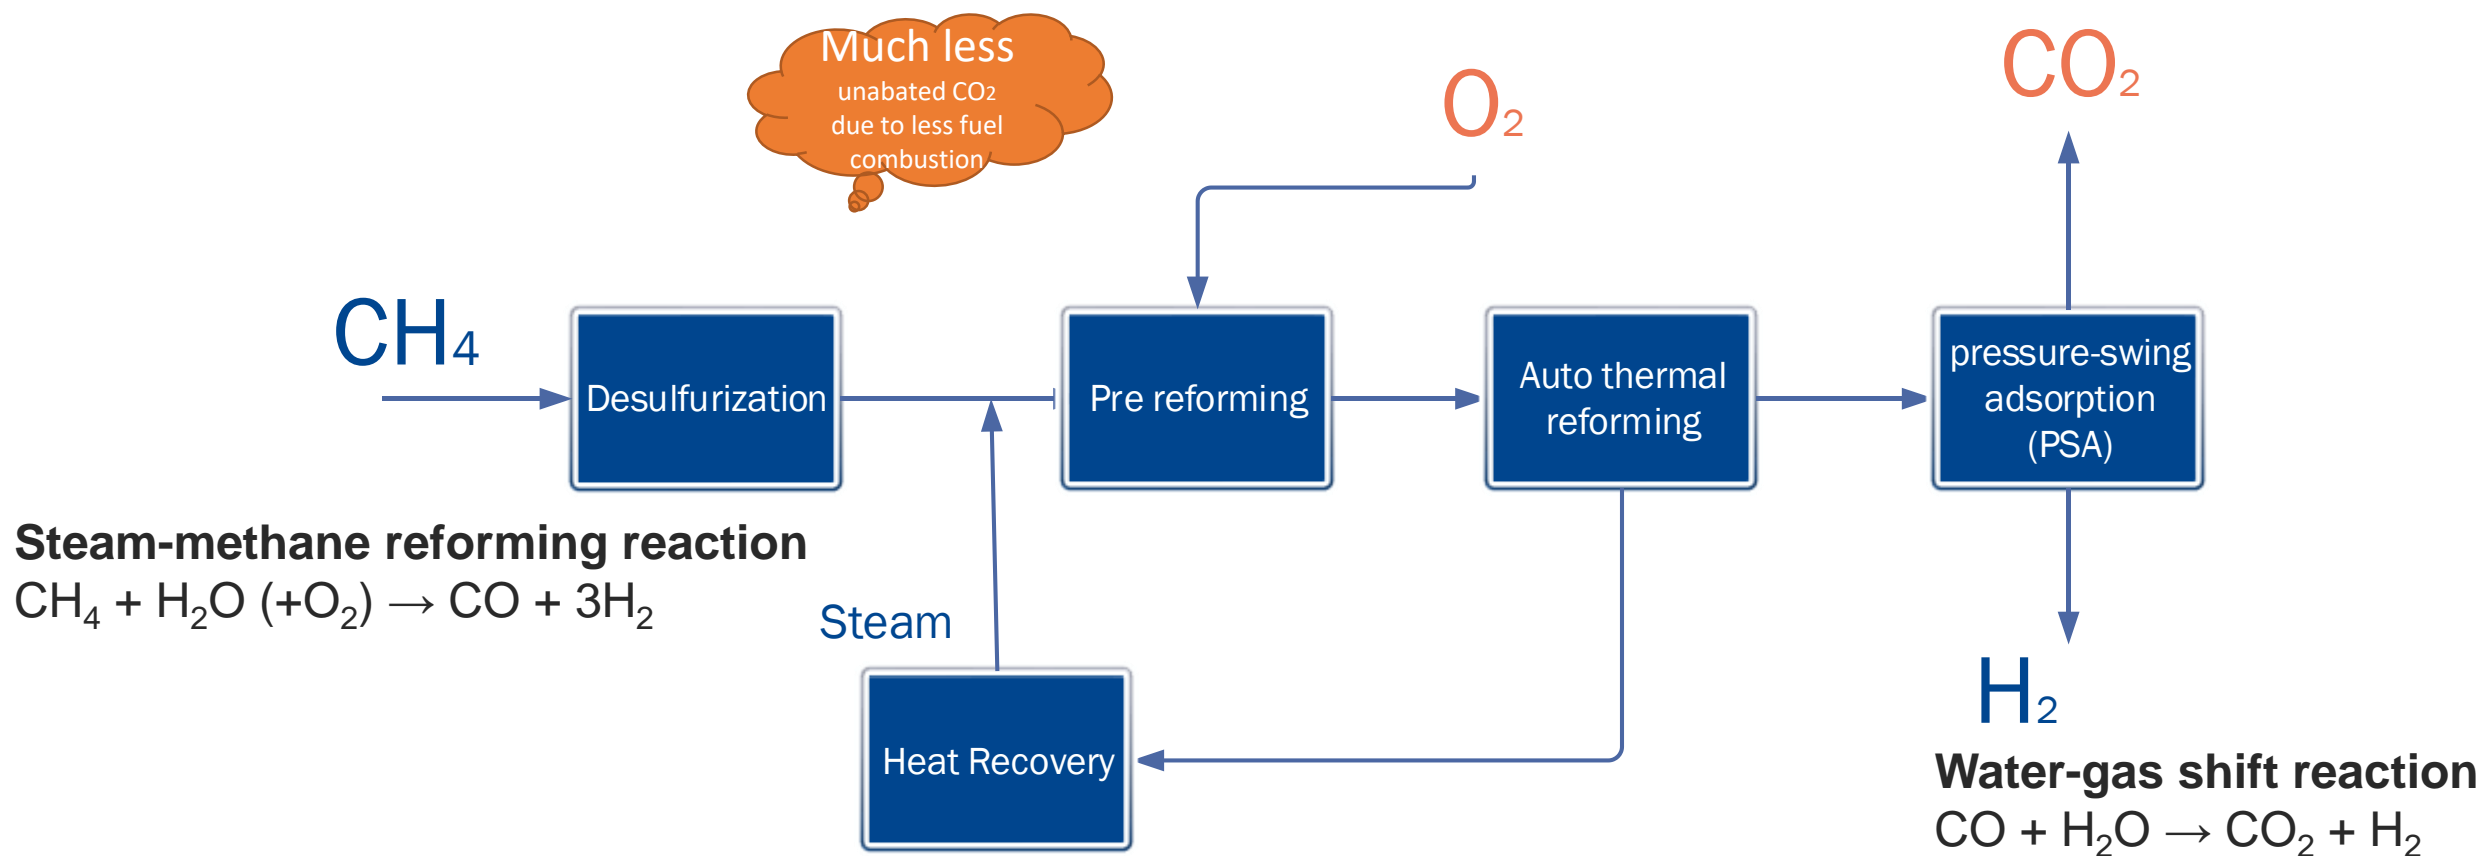 Much less
unabated CO2
due to less fuel
combustion
O₂
CO₂
CH₄
Desulfurization
Pre reforming
Auto thermal
reforming
pressure-swing
adsorption
(PSA)
Steam-methane reforming reaction
CH₄ + H₂O (+O₂) → CO + 3H₂
Steam
Heat Recovery
H₂
Water-gas shift reaction
CO + H₂O → CO₂ + H₂